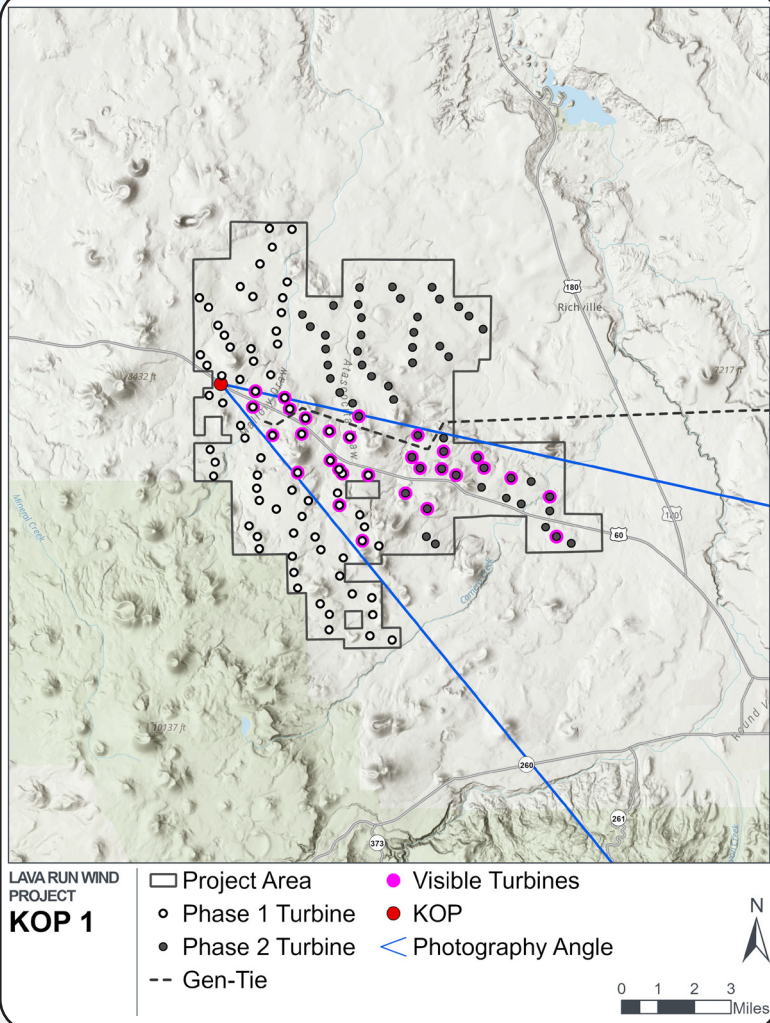 180
Richville
8432 ft
7217 ft
180
60
Mineral Creek
Carrizo Creek
10137 ft
260
261
373
LAVA RUN WIND
PROJECT
KOP 1
Project Area
Phase 1 Turbine
Phase 2 Turbine
Gen-Tie
Visible Turbines
KOP
Photography Angle
N
0 1 2 3
Miles